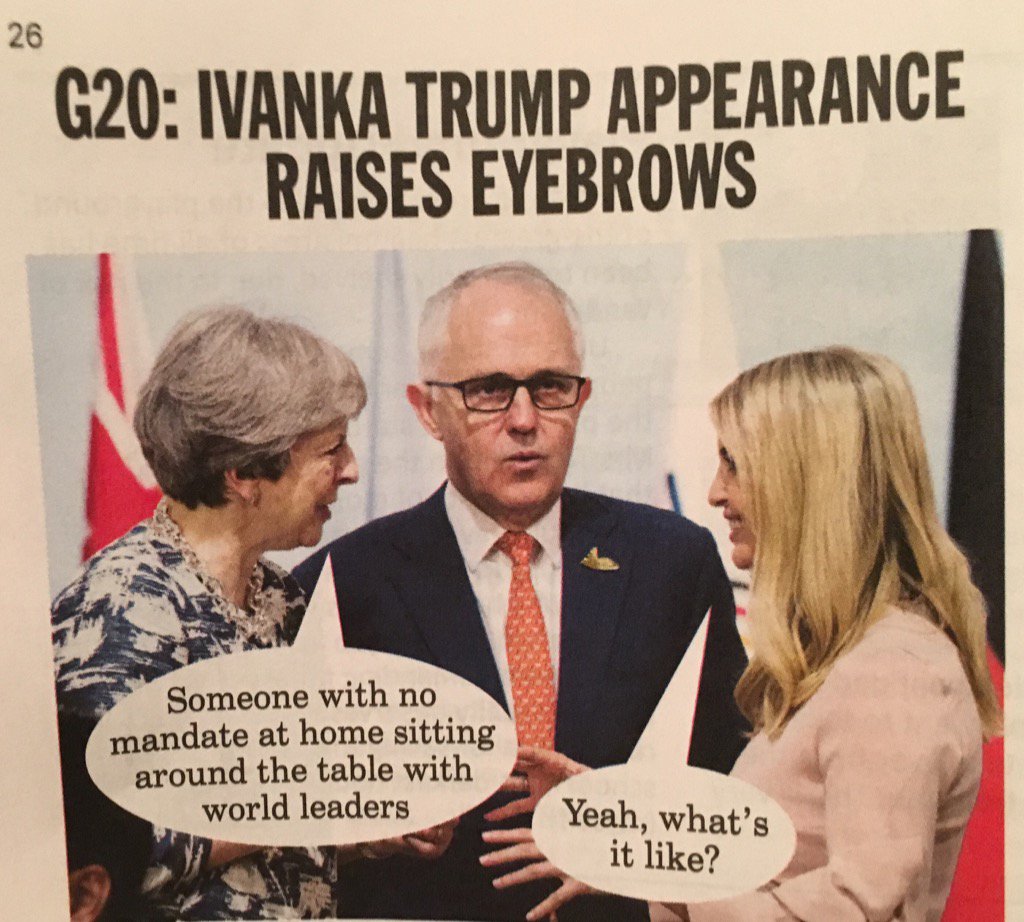 26
G20: IVANKA TRUMP APPEARANCE
RAISES EYEBROWS
Someone with no
mandate at home sitting
around the table with
world leaders
Yeah, what's
it like?